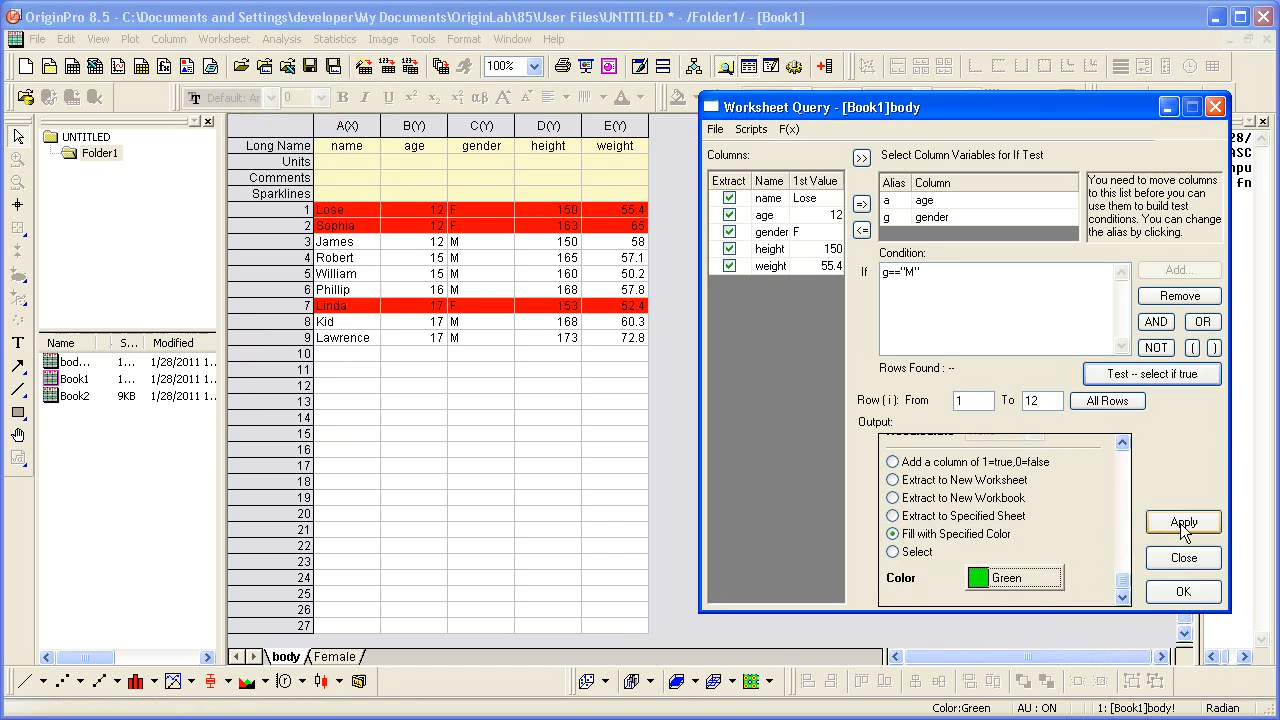 OriginPro 8.5 - C:\Documents and Settings\developer\My Documents\OriginLab\85\User Files\UNTITLED * - /Folder1/ - [Book1]
File Edit View Plot Column Worksheet Analysis Statistics Image Tools Format Window Help
100%
Default: Ar 0
UNTITLED
Folder1
Name S... Modified
bod... 1... 1/28/2011 1...
Book1 1... 1/28/2011 1...
Book2 9KB 1/28/2011 1...
A(X) B(Y) C(Y) D(Y) E(Y)
Long Name name age gender height weight
Units
Comments
Sparklines
1 Lose 12 F 150 55.4
2 Sophia 12 F 163 65
3 James 12 M 150 58
4 Robert 15 M 165 57.1
5 William 15 M 160 50.2
6 Phillip 16 M 168 57.8
7 Linda 17 F 153 52.4
8 Kid 17 M 168 60.3
9 Lawrence 17 M 173 72.8
10
11
12
13
14
15
16
17
18
19
20
21
22
23
24
25
26
27
body Female
Worksheet Query - [Book1]body
File Scripts F(x)
Columns:
Extract Name 1st Value
name Lose
age 12
gender F
height 150
weight 55.4
>>
=>
<=
Select Column Variables for If Test
Alias Column
a age
g gender
You need to move columns
to this list before you can
use them to build test
conditions. You can change
the alias by clicking.
Condition:
If g=="M"
Add...
Remove
AND OR
NOT ( )
Rows Found : --
Test -- select if true
Row ( i ): From 1 To 12 All Rows
Output:
Add a column of 1=true,0=false
Extract to New Worksheet
Extract to New Workbook
Extract to Specified Sheet
Fill with Specified Color
Select
Color Green
Apply
Close
OK
Color:Green AU : ON 1: [Book1]body! Radian